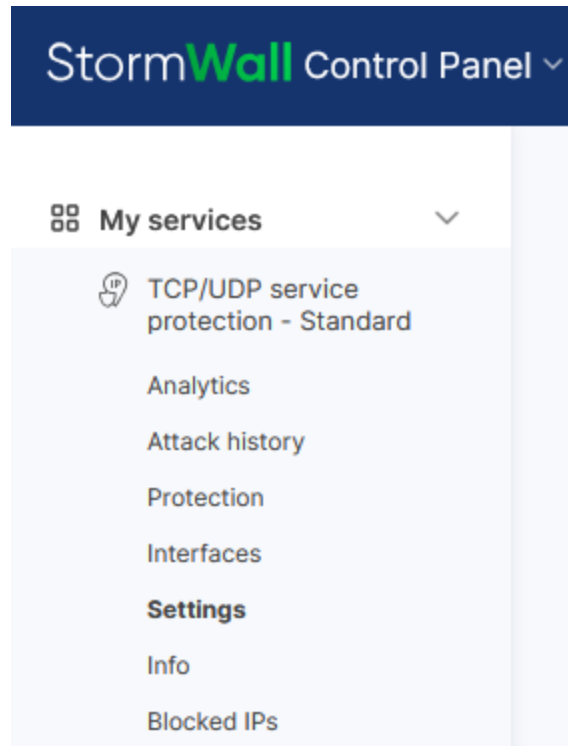 StormWall Control Panel
My services
IP
TCP/UDP service
protection - Standard
Analytics
Attack history
Protection
Interfaces
Settings
Info
Blocked IPs